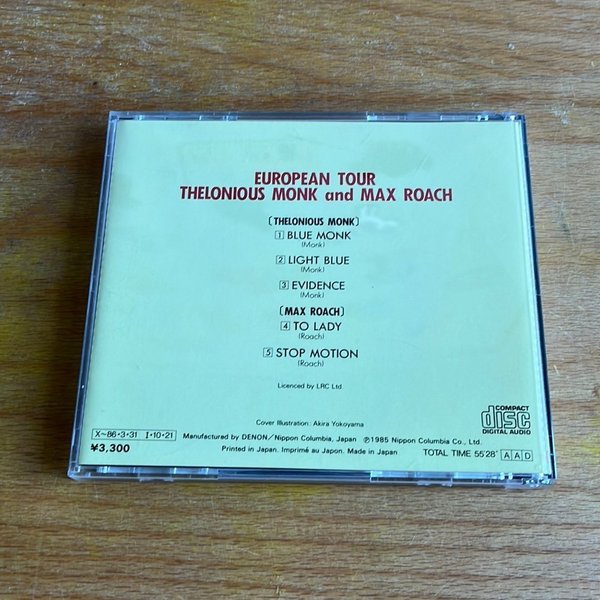 EUROPEAN TOUR
THELONIOUS MONK and MAX ROACH
〔THELONIOUS MONK〕
1 BLUE MONK
(Monk)
2 LIGHT BLUE
(Monk)
3 EVIDENCE
(Monk)
〔MAX ROACH〕
4 TO LADY
(Roach)
5 STOP MOTION
(Roach)
Licenced by LRC Ltd
Cover Illustration: Akira Yokoyama
COMPACT
disc
DIGITAL AUDIO
X~86·3·31 I·10·21 Manufactured by DENON/Nippon Columbia, Japan ℗1985 Nippon Columbia Co., Ltd.
¥3,300 Printed in Japan. Imprimé au Japon. Made in Japan TOTAL TIME 55'28" A A D